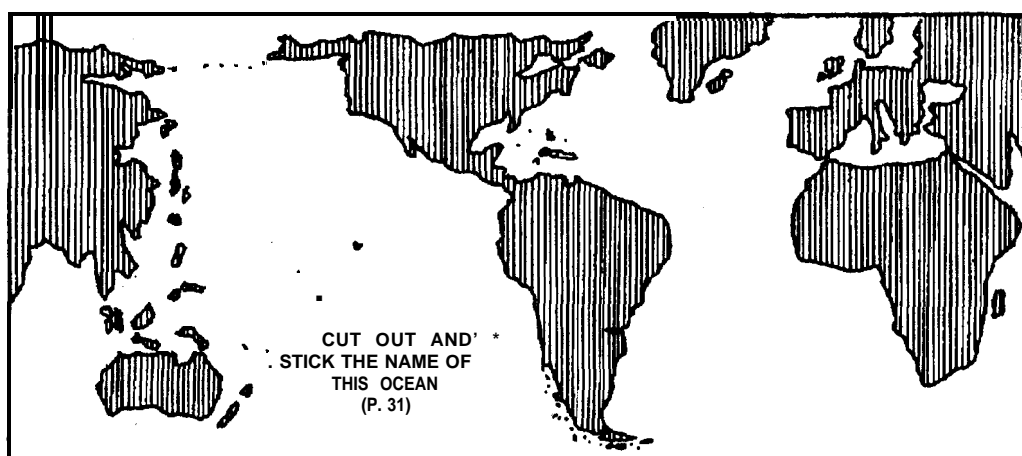 CUT OUT AND' *
. STICK THE NAME OF
THIS OCEAN
(P. 31)